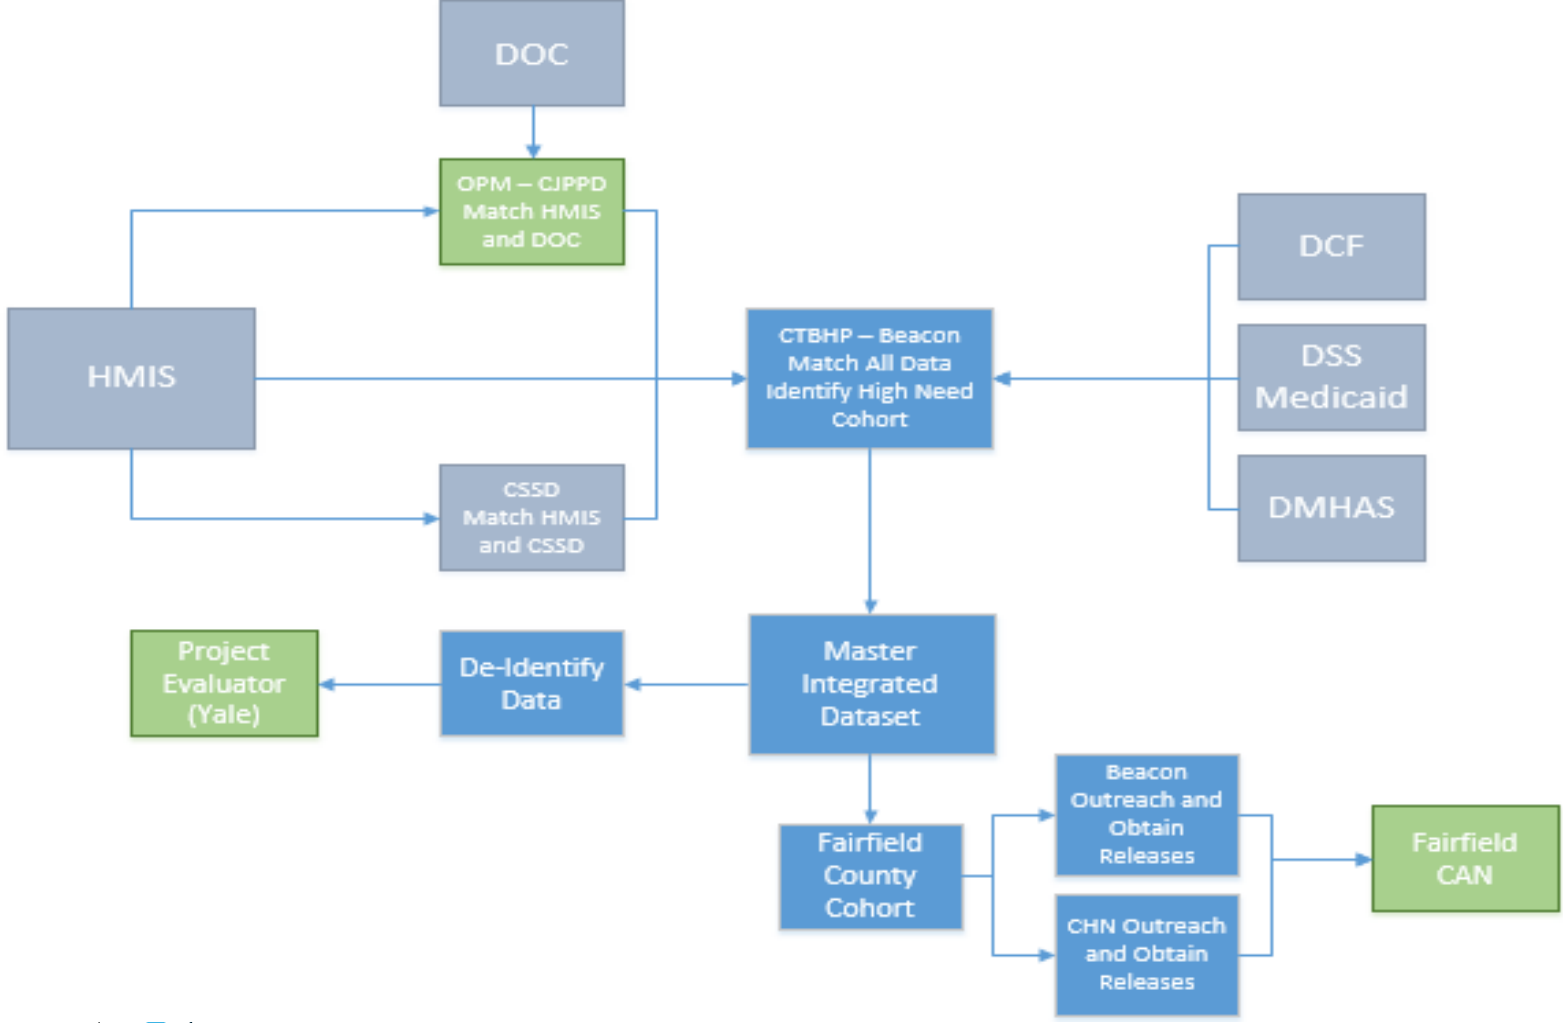 DOC
OPM – CJPPD
Match HMIS
and DOC
HMIS
CSSD
Match HMIS
and CSSD
CTBHP – Beacon
Match All Data
Identify High Need
Cohort
DCF
DSS
Medicaid
DMHAS
Project
Evaluator
(Yale)
De-Identify
Data
Master
Integrated
Dataset
Fairfield
County
Cohort
Beacon
Outreach and
Obtain
Releases
CHN Outreach
and Obtain
Releases
Fairfield
CAN